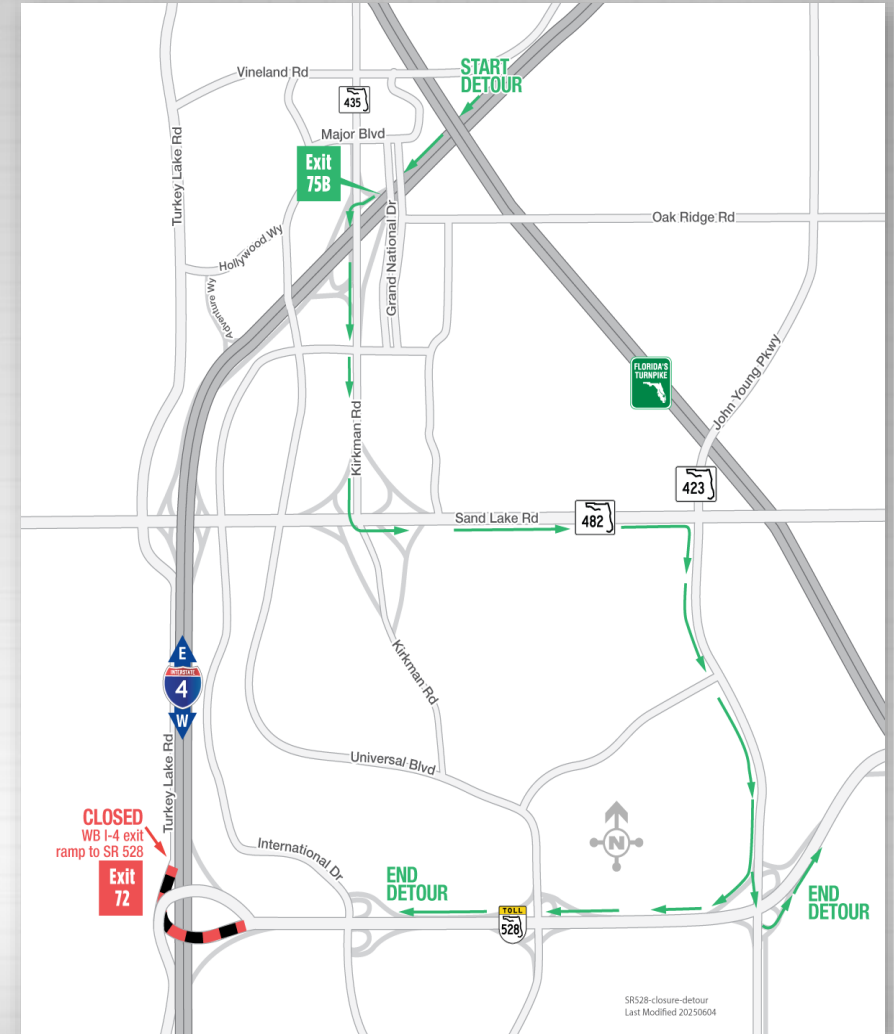 START
DETOUR
Vineland Rd
435
Major Blvd
Exit
75B
Turkey Lake Rd
Oak Ridge Rd
Hollywood Wy
Grand National Dr
Adventure Wy
FLORIDA'S
TURNPIKE
John Young Pkwy
Kirkman Rd
423
Sand Lake Rd
482
E
INTERSTATE
4
W
Kirkman Rd
Turkey Lake Rd
Universal Blvd
CLOSED
WB I-4 exit
ramp to SR 528
Exit
72
International Dr
N
END
DETOUR
TOLL
528
END
DETOUR
SR528-closure-detour
Last Modified 20250604